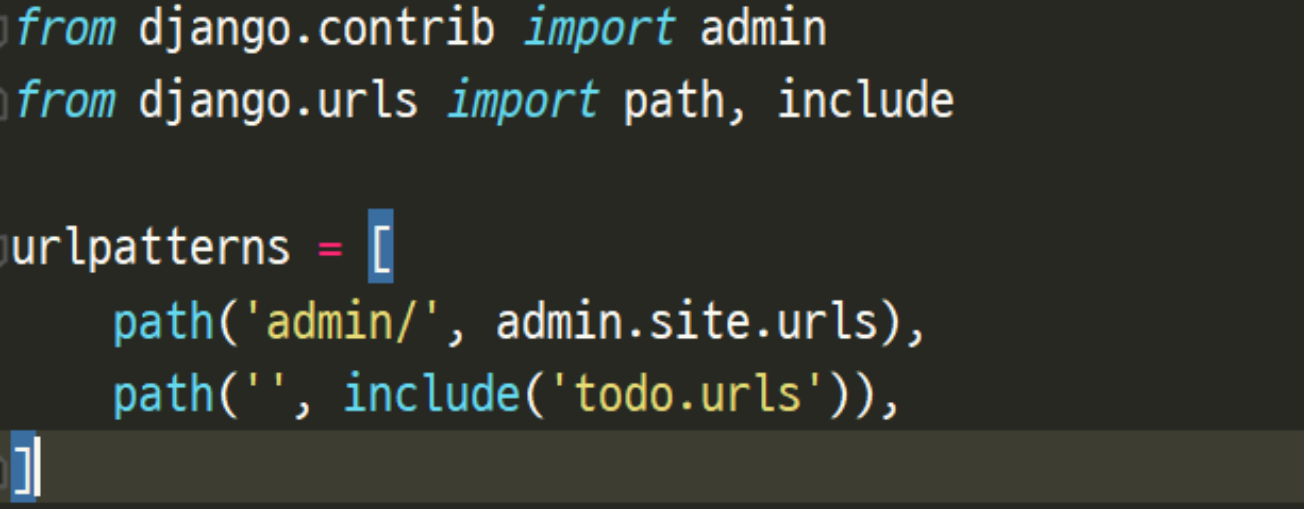 from django.contrib import admin
from django.urls import path, include
urlpatterns = [
    path('admin/', admin.site.urls),
    path('', include('todo.urls')),
]